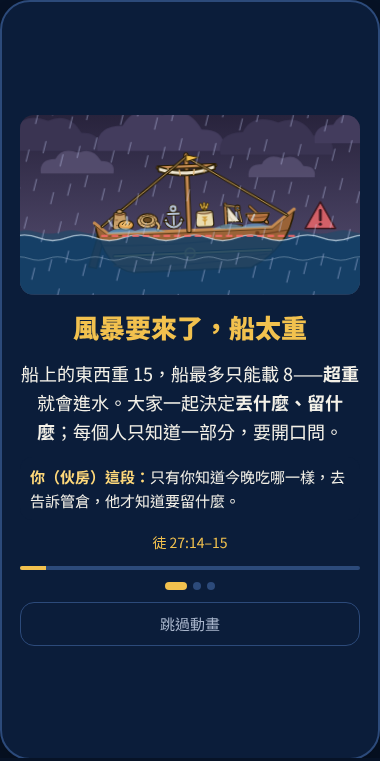 風暴要來了，船太重
船上的東西重 15，船最多只能載 8——超重
就會進水。大家一起決定丟什麼、留什
麼；每個人只知道一部分，要開口問。
你（伙房）這段：只有你知道今晚吃哪一樣，去
告訴管倉，他才知道要留什麼。
徒 27:14–15
跳過動畫